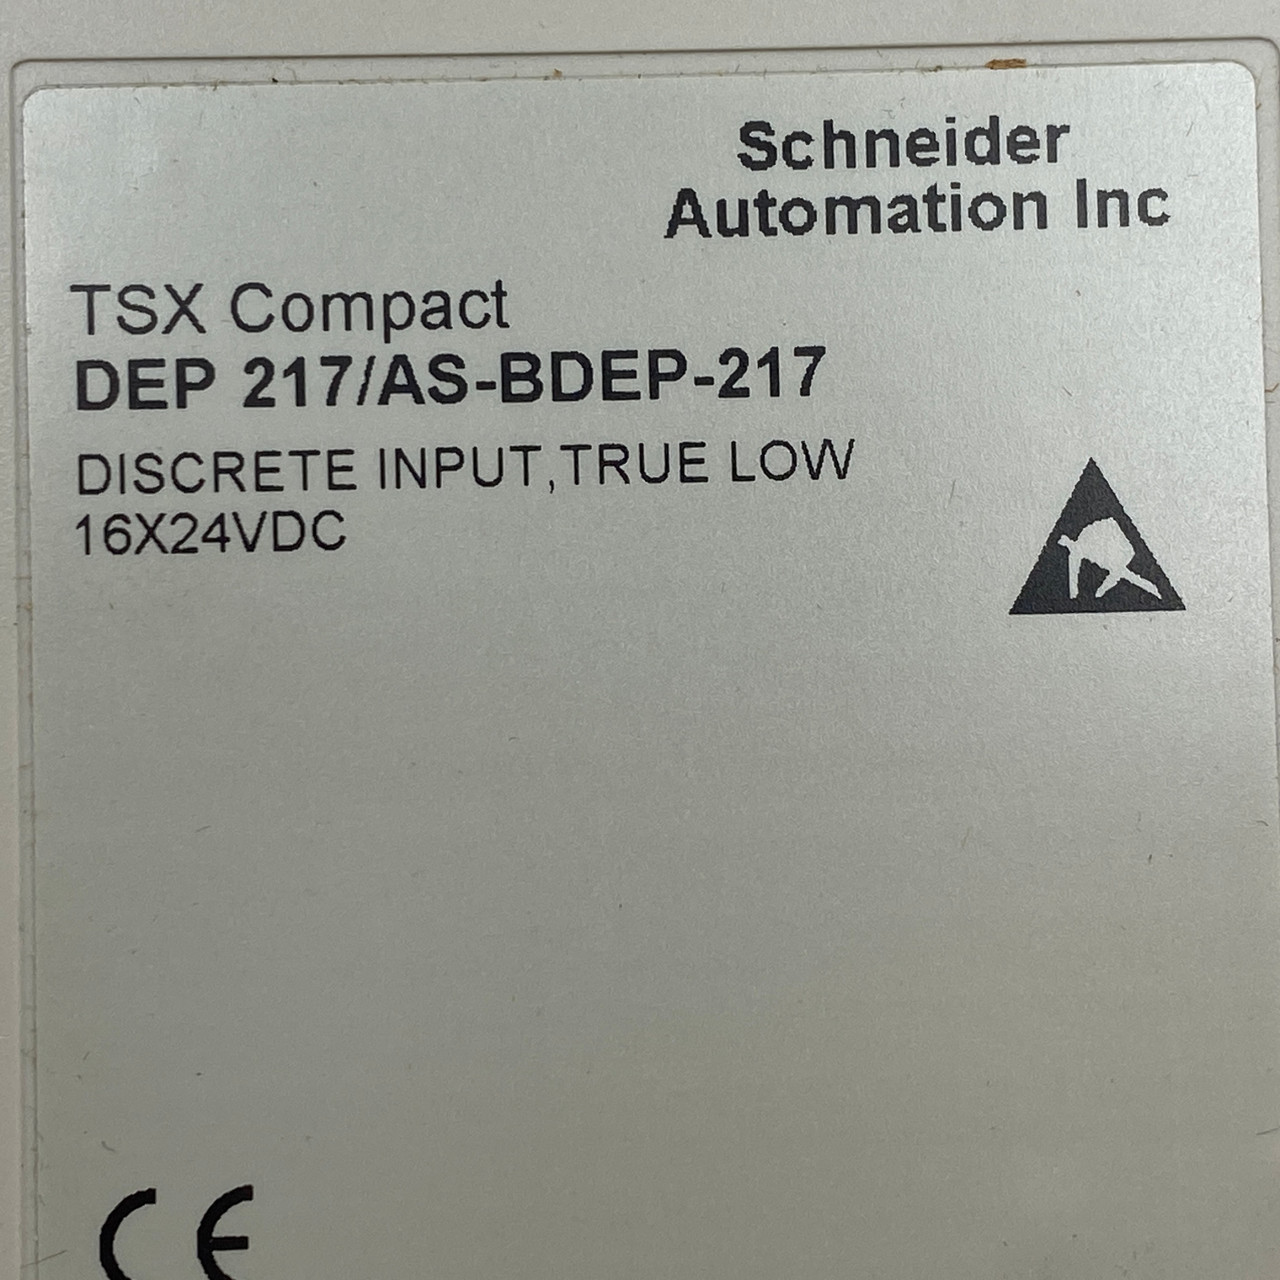 Schneider
Automation Inc
TSX Compact
DEP 217/AS-BDEP-217
DISCRETE INPUT,TRUE LOW
16X24VDC
CE